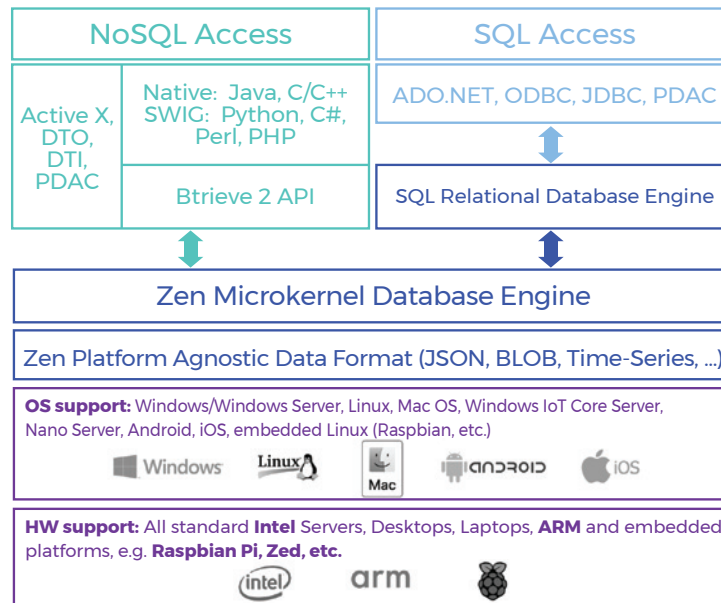 NoSQL Access
SQL Access
Active X,
DTO,
DTI,
PDAC
Native: Java, C/C++
SWIG: Python, C#,
Perl, PHP
Btrieve 2 API
ADO.NET, ODBC, JDBC, PDAC
SQL Relational Database Engine
Zen Microkernel Database Engine
Zen Platform Agnostic Data Format (JSON, BLOB, Time-Series, ...)
OS support: Windows/Windows Server, Linux, Mac OS, Windows IoT Core Server,
Nano Server, Android, iOS, embedded Linux (Raspbian, etc.)
Windows
Linux
Mac
ANDROID
iOS
HW support: All standard Intel Servers, Desktops, Laptops, ARM and embedded
platforms, e.g. Raspbian Pi, Zed, etc.
intel
arm